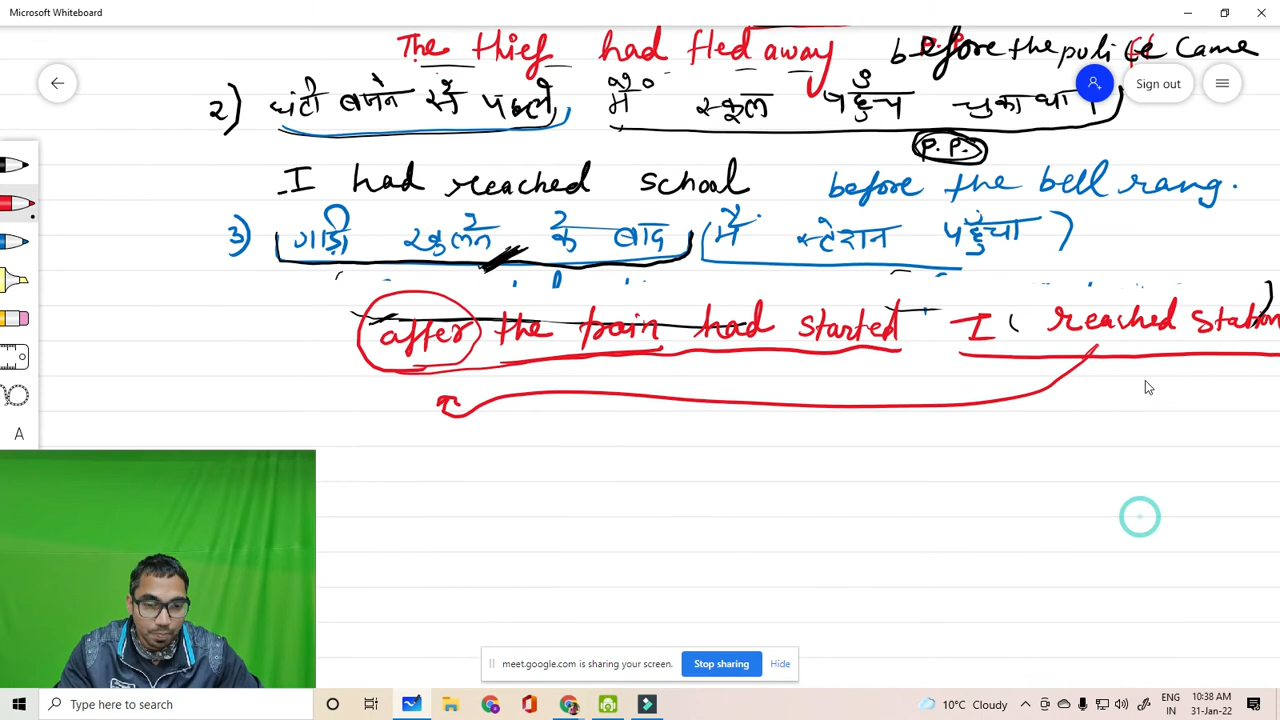 Microsoft Whiteboard
The thief had fled away before the police came
Sign out
2) घंटी बजने से पहले मैं स्कूल पहुँच चुका था।
P.P.
I had reached school before the bell rang.
3) गाड़ी खुलने के बाद मैं स्टेशन पहुँचा
after the train had started I reached station
A
meet.google.com is sharing your screen. Stop sharing Hide
Type here to search
10°C Cloudy
ENG
IN
10:38 AM
31-Jan-22